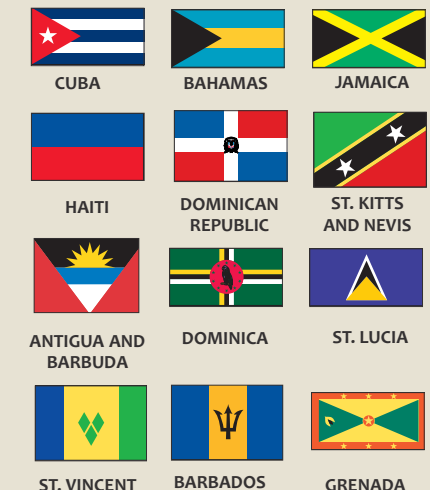 CUBA
BAHAMAS
JAMAICA
HAITI
DOMINICAN
REPUBLIC
ST. KITTS
AND NEVIS
ANTIGUA AND
BARBUDA
DOMINICA
ST. LUCIA
ST. VINCENT
BARBADOS
GRENADA